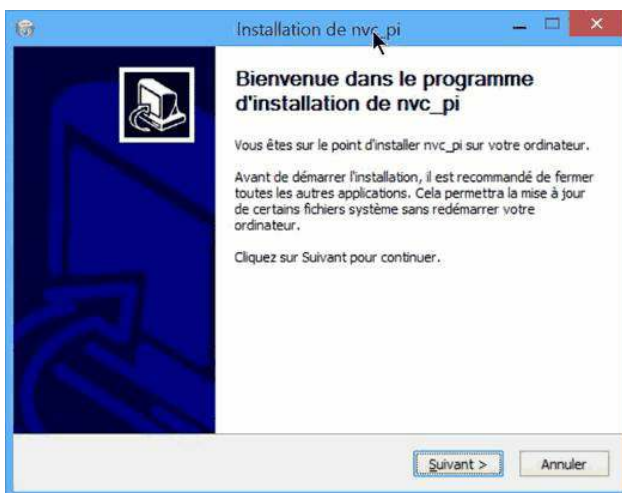 Installation de nvc_pi
Bienvenue dans le programme
d'installation de nvc_pi
Vous êtes sur le point d'installer nvc_pi sur votre ordinateur.
Avant de démarrer l'installation, il est recommandé de fermer
toutes les autres applications. Cela permettra la mise à jour
de certains fichiers système sans redémarrer votre
ordinateur.
Cliquez sur Suivant pour continuer.
Suivant >
Annuler